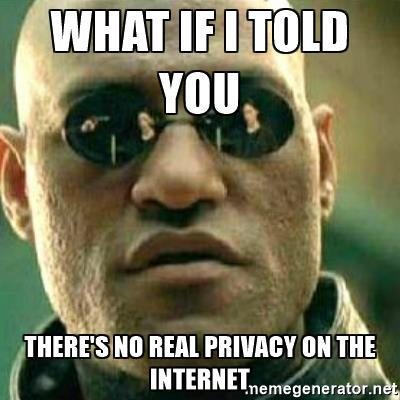 WHAT IF I TOLD
YOU
THERE'S NO REAL PRIVACY ON THE
INTERNET
memegenerator.net